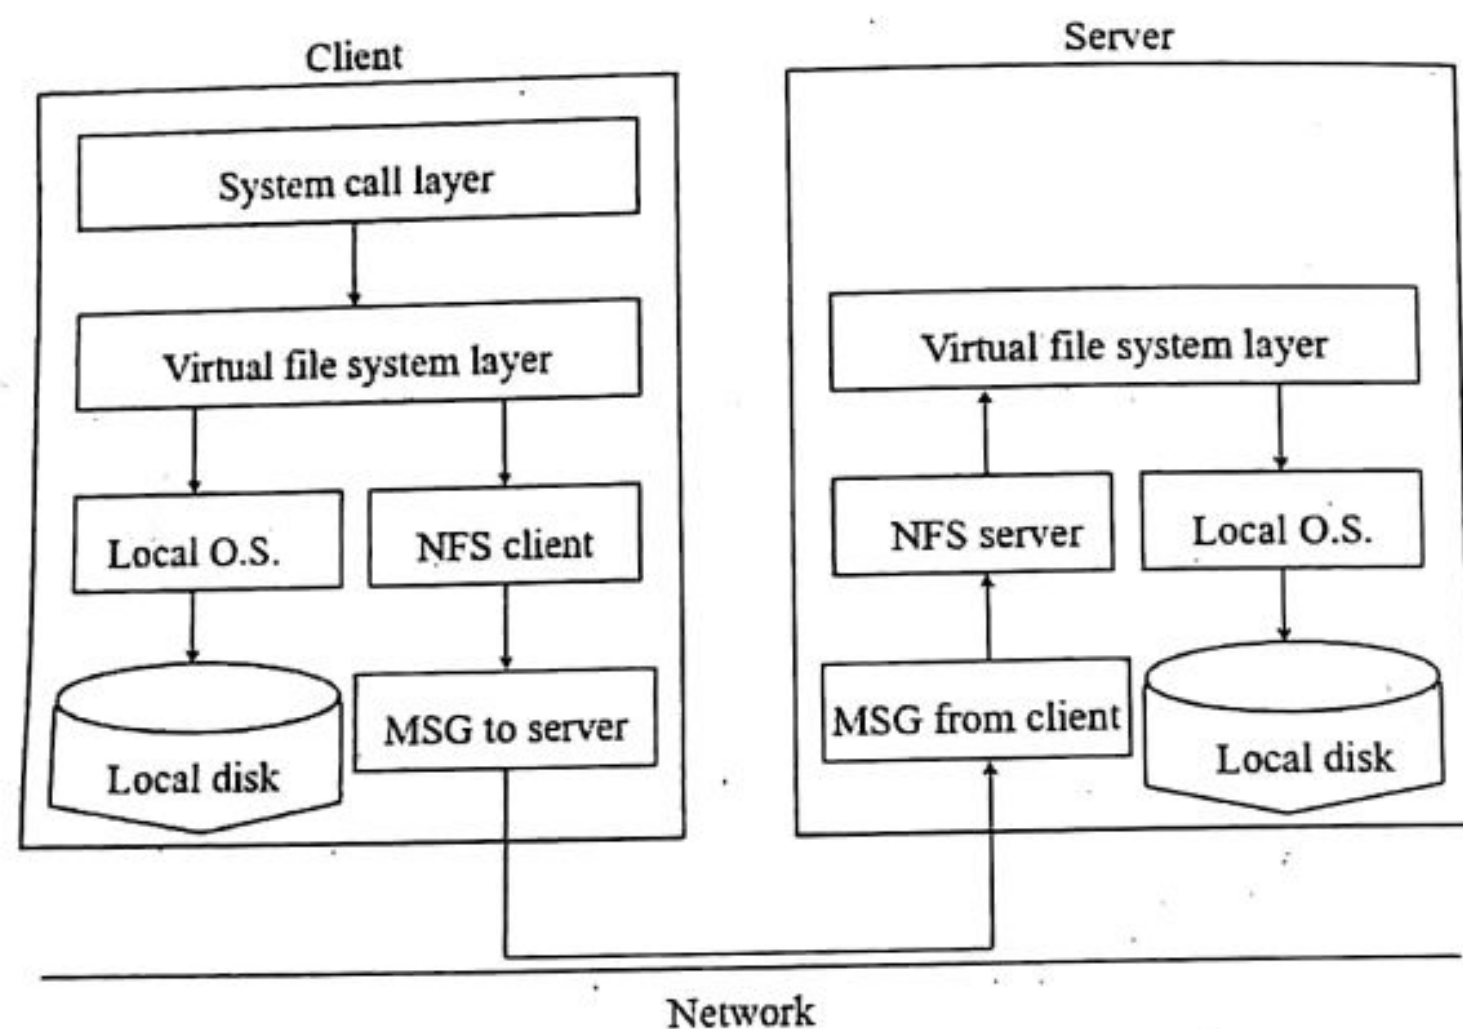 Client
System call layer
Virtual file system layer
Local O.S.
NFS client
Local disk
MSG to server
Server
Virtual file system layer
NFS server
Local O.S.
MSG from client
Local disk
Network